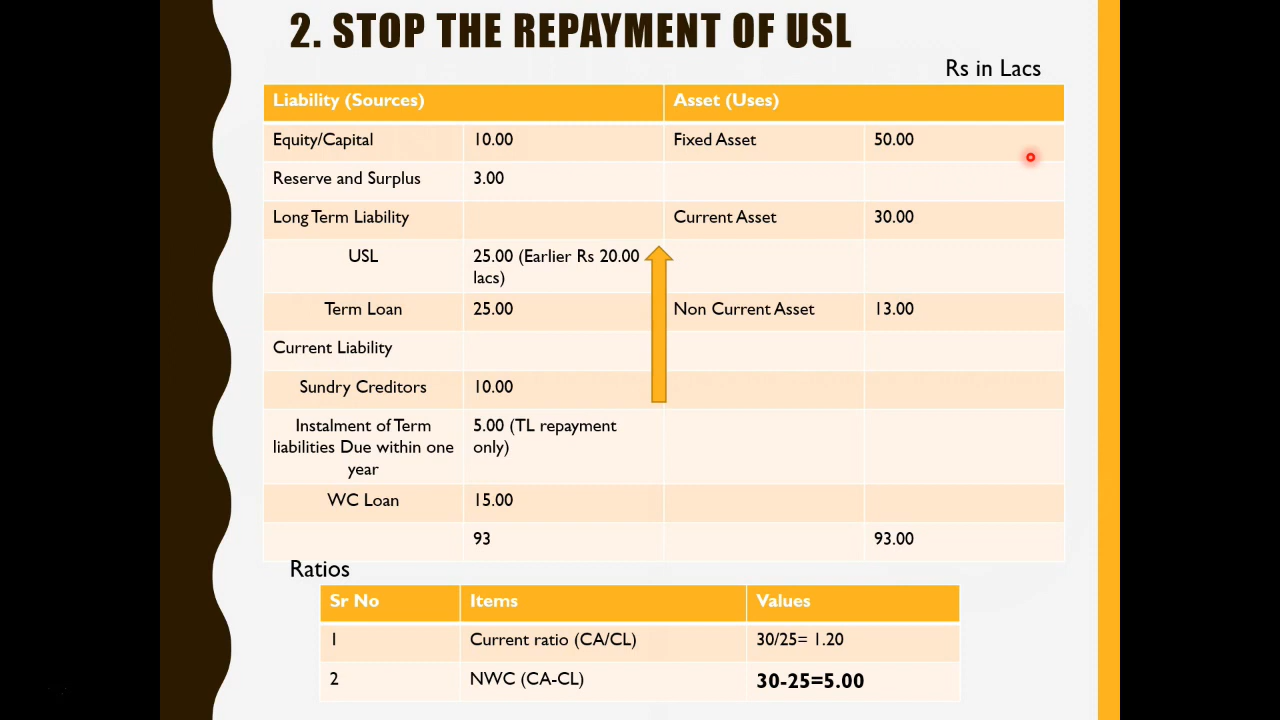 2. STOP THE REPAYMENT OF USL
Rs in Lacs
Liability (Sources) Asset (Uses)
Equity/Capital 10.00 Fixed Asset 50.00
Reserve and Surplus 3.00
Long Term Liability Current Asset 30.00
USL 25.00 (Earlier Rs 20.00
lacs)
Term Loan 25.00 Non Current Asset 13.00
Current Liability
Sundry Creditors 10.00
Instalment of Term 5.00 (TL repayment
liabilities Due within one only)
year
WC Loan 15.00
93 93.00
Ratios
Sr No Items Values
1 Current ratio (CA/CL) 30/25= 1.20
2 NWC (CA-CL) 30-25=5.00